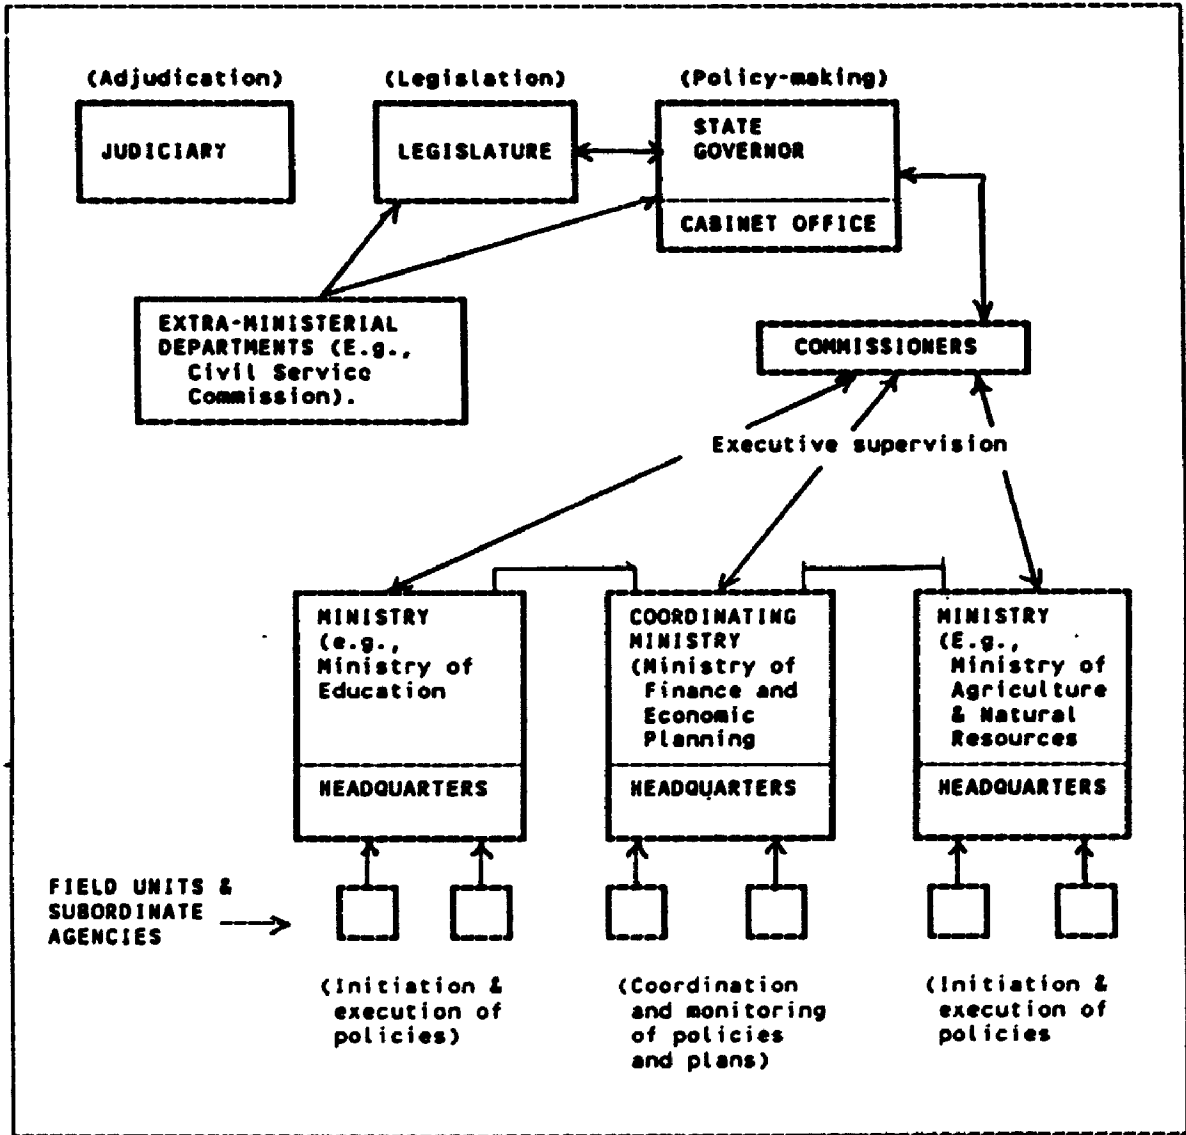 (Adjudication)
(Legislation)
(Policy-making)
JUDICIARY
LEGISLATURE
STATE
GOVERNOR
CABINET OFFICE
EXTRA-MINISTERIAL
DEPARTMENTS (E.g.,
Civil Service
Commission).
COMMISSIONERS
Executive supervision
MINISTRY
(e.g.,
Ministry of
Education
HEADQUARTERS
COORDINATING
MINISTRY
(Ministry of
Finance and
Economic
Planning
HEADQUARTERS
MINISTRY
(E.g.,
Ministry of
Agriculture
& Natural
Resources
HEADQUARTERS
FIELD UNITS &
SUBORDINATE
AGENCIES
(Initiation &
execution of
policies)
(Coordination
and monitoring
of policies
and plans)
(Initiation &
execution of
policies